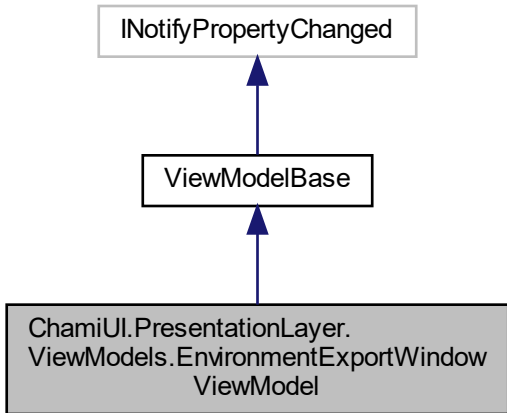 INotifyPropertyChanged
ViewModelBase
ChamiUI.PresentationLayer.
ViewModels.EnvironmentExportWindow
ViewModel